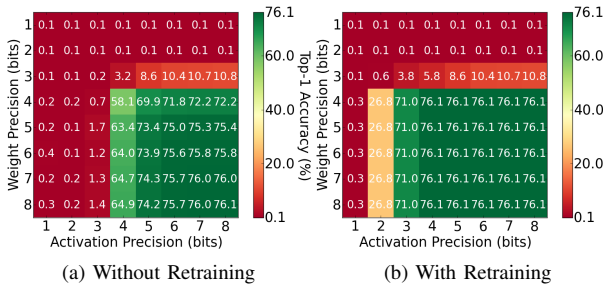 Weight Precision (bits)
1 0.1 0.1 0.1 0.1 0.1 0.1 0.1 0.1
2 0.1 0.1 0.1 0.1 0.1 0.1 0.1 0.1
3 0.1 0.1 0.2 3.2 8.6 10.4 10.7 10.8
4 0.2 0.2 0.7 58.1 69.9 71.8 72.2 72.2
5 0.2 0.1 1.7 63.4 73.4 75.0 75.3 75.4
6 0.4 0.1 1.2 64.0 73.9 75.6 75.8 75.8
7 0.2 0.2 1.3 64.7 74.3 75.7 76.0 76.0
8 0.3 0.2 1.4 64.9 74.2 75.7 76.0 76.1
1 2 3 4 5 6 7 8
Activation Precision (bits)
76.1
60.0
40.0
20.0
0.1
Top-1 Accuracy (%)
(a) Without Retraining
Weight Precision (bits)
1 0.1 0.1 0.1 0.1 0.1 0.1 0.1 0.1
2 0.1 0.1 0.1 0.1 0.1 0.1 0.1 0.1
3 0.1 0.6 3.8 5.8 8.6 10.4 10.7 10.8
4 0.3 26.8 71.0 76.1 76.1 76.1 76.1 76.1
5 0.3 26.8 71.0 76.1 76.1 76.1 76.1 76.1
6 0.3 26.8 71.0 76.1 76.1 76.1 76.1 76.1
7 0.3 26.8 71.0 76.1 76.1 76.1 76.1 76.1
8 0.3 26.8 71.0 76.1 76.1 76.1 76.1 76.1
1 2 3 4 5 6 7 8
Activation Precision (bits)
76.1
60.0
40.0
20.0
0.1
(b) With Retraining